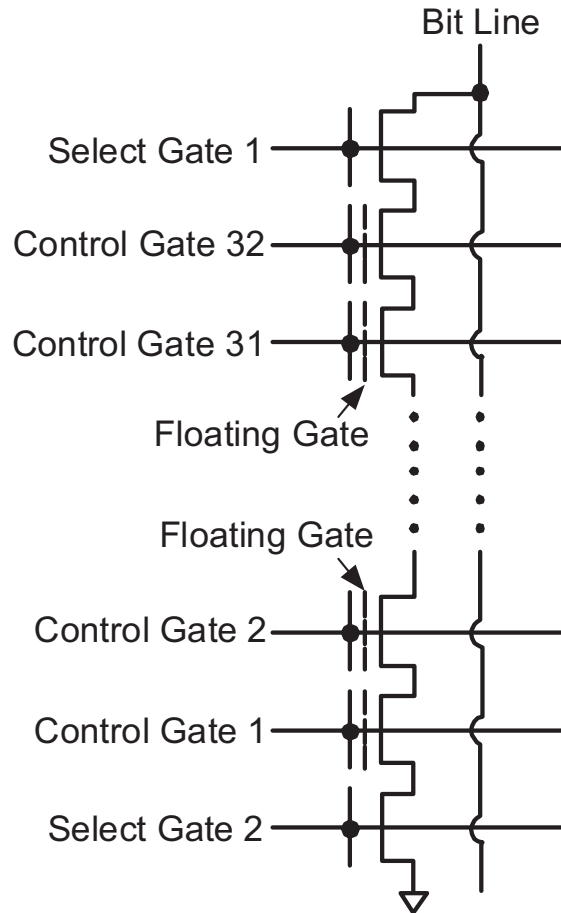 Bit Line
Select Gate 1
Control Gate 32
Control Gate 31
Floating Gate
Floating Gate
Control Gate 2
Control Gate 1
Select Gate 2